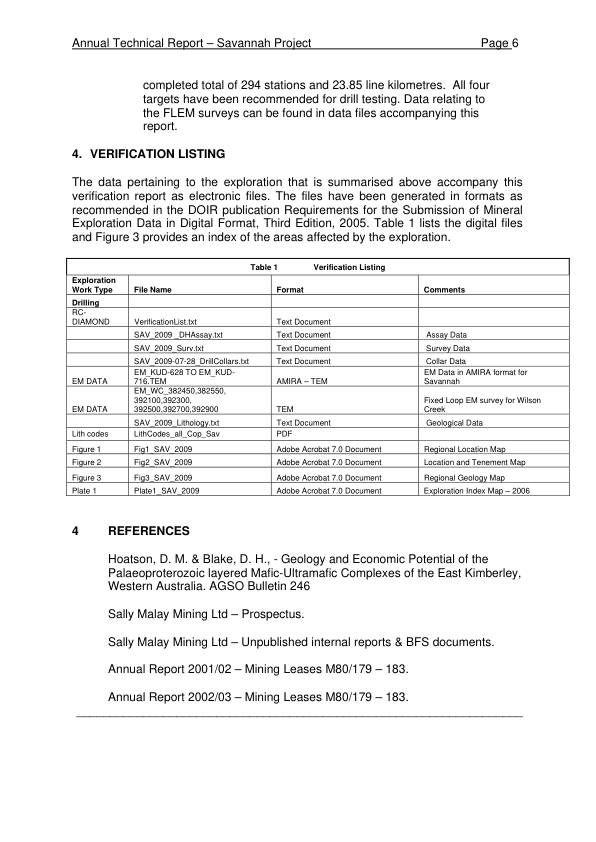 Annual Technical Report – Savannah Project Page 6
completed total of 294 stations and 23.85 line kilometres. All four
targets have been recommended for drill testing. Data relating to
the FLEM surveys can be found in data files accompanying this
report.
4. VERIFICATION LISTING
The data pertaining to the exploration that is summarised above accompany this
verification report as electronic files. The files have been generated in formats as
recommended in the DOIR publication Requirements for the Submission of Mineral
Exploration Data in Digital Format, Third Edition, 2005. Table 1 lists the digital files
and Figure 3 provides an index of the areas affected by the exploration.
Table 1 Verification Listing
Exploration
Work Type File Name Format Comments
Drilling
RC-
DIAMOND VerificationList.txt Text Document
SAV_2009 _DHAssay.txt Text Document Assay Data
SAV_2009_Surv.txt Text Document Survey Data
SAV_2009-07-28_DrillCollars.txt Text Document Collar Data
EM_KUD-628 TO EM_KUD- EM Data in AMIRA format for
EM DATA 716.TEM AMIRA – TEM Savannah
EM_WC_382450,382550,
392100,392300, Fixed Loop EM survey for Wilson
EM DATA 392500,392700,392900 TEM Creek
SAV_2009_Lithology.txt Text Document Geological Data
Lith codes LithCodes_all_Cop_Sav PDF
Figure 1 Fig1_SAV_2009 Adobe Acrobat 7.0 Document Regional Location Map
Figure 2 Fig2_SAV_2009 Adobe Acrobat 7.0 Document Location and Tenement Map
Figure 3 Fig3_SAV_2009 Adobe Acrobat 7.0 Document Regional Geology Map
Plate 1 Plate1_SAV_2009 Adobe Acrobat 7.0 Document Exploration Index Map – 2006
4 REFERENCES
Hoatson, D. M. & Blake, D. H., - Geology and Economic Potential of the
Palaeoproterozoic layered Mafic-Ultramafic Complexes of the East Kimberley,
Western Australia. AGSO Bulletin 246
Sally Malay Mining Ltd – Prospectus.
Sally Malay Mining Ltd – Unpublished internal reports & BFS documents.
Annual Report 2001/02 – Mining Leases M80/179 – 183.
Annual Report 2002/03 – Mining Leases M80/179 – 183.